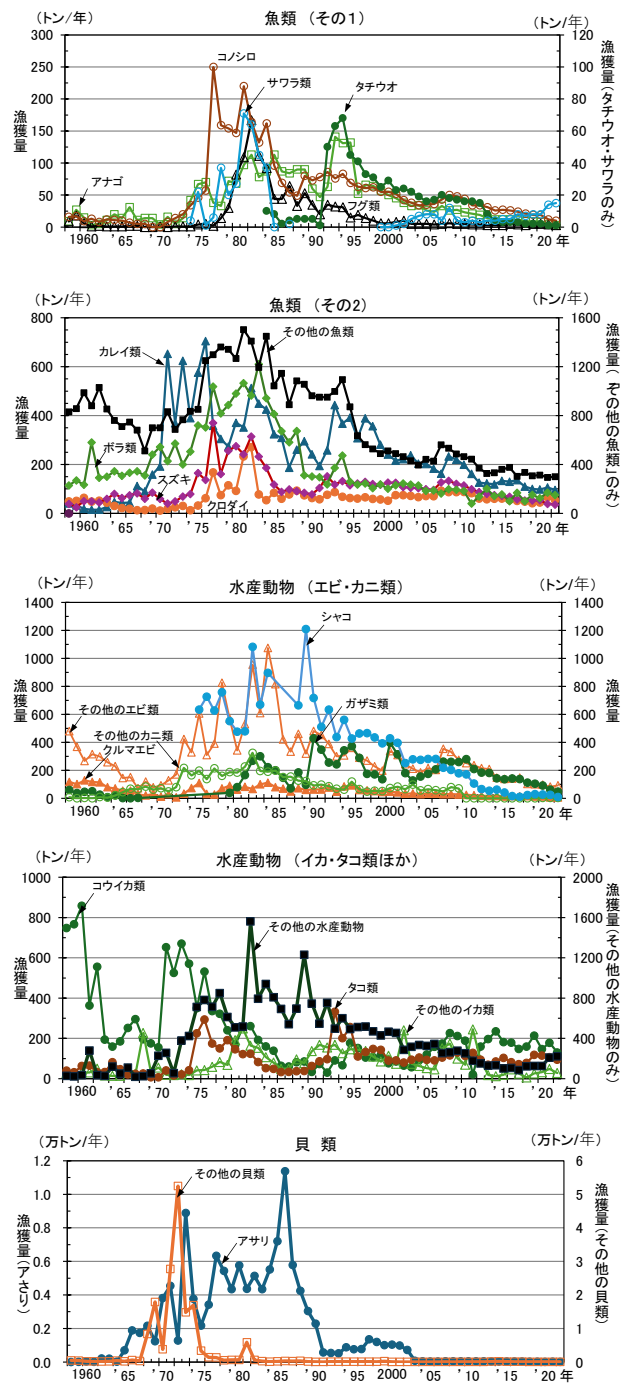 (トン/年) 魚類 (その1) (トン/年)
300 120
250 100
200 80
150 60
100 40
50 20
0 0
漁獲量
漁獲量(タチウオ・サワラのみ)
コノシロ
サワラ類
タチウオ
アナゴ
フグ類
1960 '65 '70 '75 '80 '85 '90 '95 2000 '05 '10 '15 '20 年
(トン/年) 魚類 (その2) (トン/年)
800 1600
600 1200
400 800
200 400
0 0
漁獲量
漁獲量(「その他の魚類」のみ)
その他の魚類
カレイ類
ボラ類
スズキ
クロダイ
1960 '65 '70 '75 '80 '85 '90 '95 2000 '05 '10 '15 '20 年
(トン/年) 水産動物 (エビ・カニ類) (トン/年)
1400 1400
1200 1200
1000 1000
800 800
600 600
400 400
200 200
0 0
漁獲量
漁獲量
シャコ
ガザミ類
その他のエビ類
その他のカニ類
クルマエビ
1960 '65 '70 '75 '80 '85 '90 '95 2000 '05 '10 '15 '20 年
(トン/年) 水産動物 (イカ・タコ類ほか) (トン/年)
1000 2000
800 1600
600 1200
400 800
200 400
0 0
漁獲量
漁獲量(その他の水産動物のみ)
コウイカ類
その他の水産動物
タコ類
その他のイカ類
1960 '65 '70 '75 '80 '85 '90 '95 2000 '05 '10 '15 '20 年
(万トン/年) 貝 類 (万トン/年)
1.2 6
1.0 5
0.8 4
0.6 3
0.4 2
0.2 1
0.0 0
漁獲量(アさり)
漁獲量(その他の貝類)
その他の貝類
アサリ
1960 '65 '70 '75 '80 '85 '90 '95 2000 '05 '10 '15 '20 年